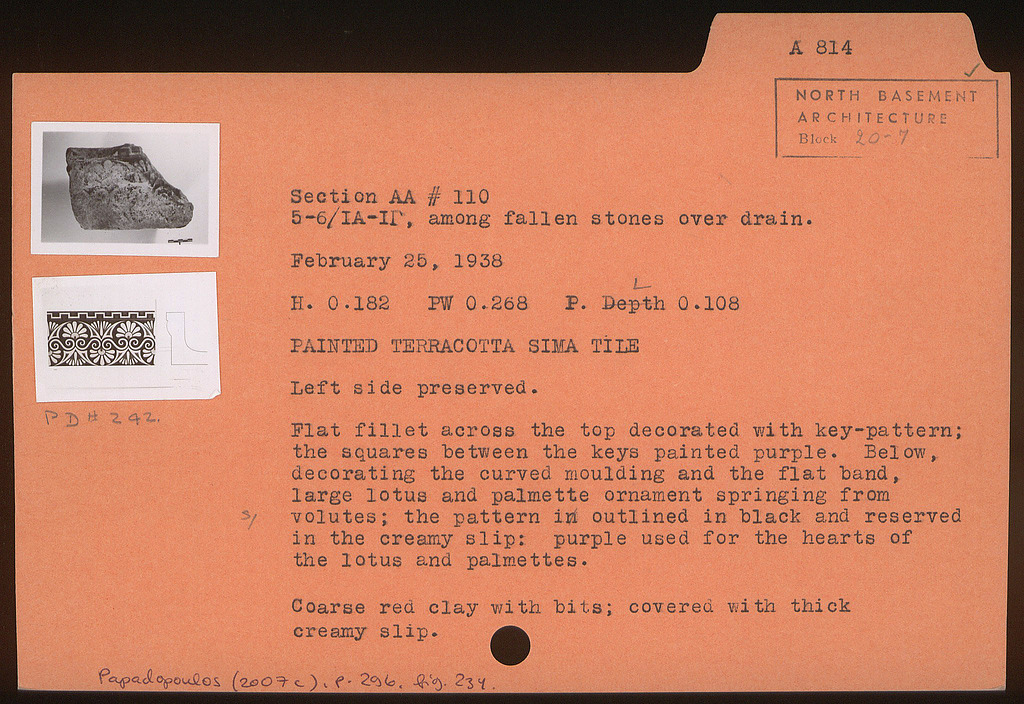 A 814
✓
NORTH BASEMENT
ARCHITECTURE
Block 20-7
Section AA # 110
5-6/IA-IΓ, among fallen stones over drain.
February 25, 1938
L
H. 0.182 PW 0.268 P. Depth 0.108
PAINTED TERRACOTTA SIMA TILE
Left side preserved.
PD# 242.
Flat fillet across the top decorated with key-pattern;
the squares between the keys painted purple. Below,
decorating the curved moulding and the flat band,
large lotus and palmette ornament springing from
s/ volutes; the pattern in outlined in black and reserved
in the creamy slip: purple used for the hearts of
the lotus and palmettes.
Coarse red clay with bits; covered with thick
creamy slip.
Papadopoulos (2007c), p. 296, fig. 234.